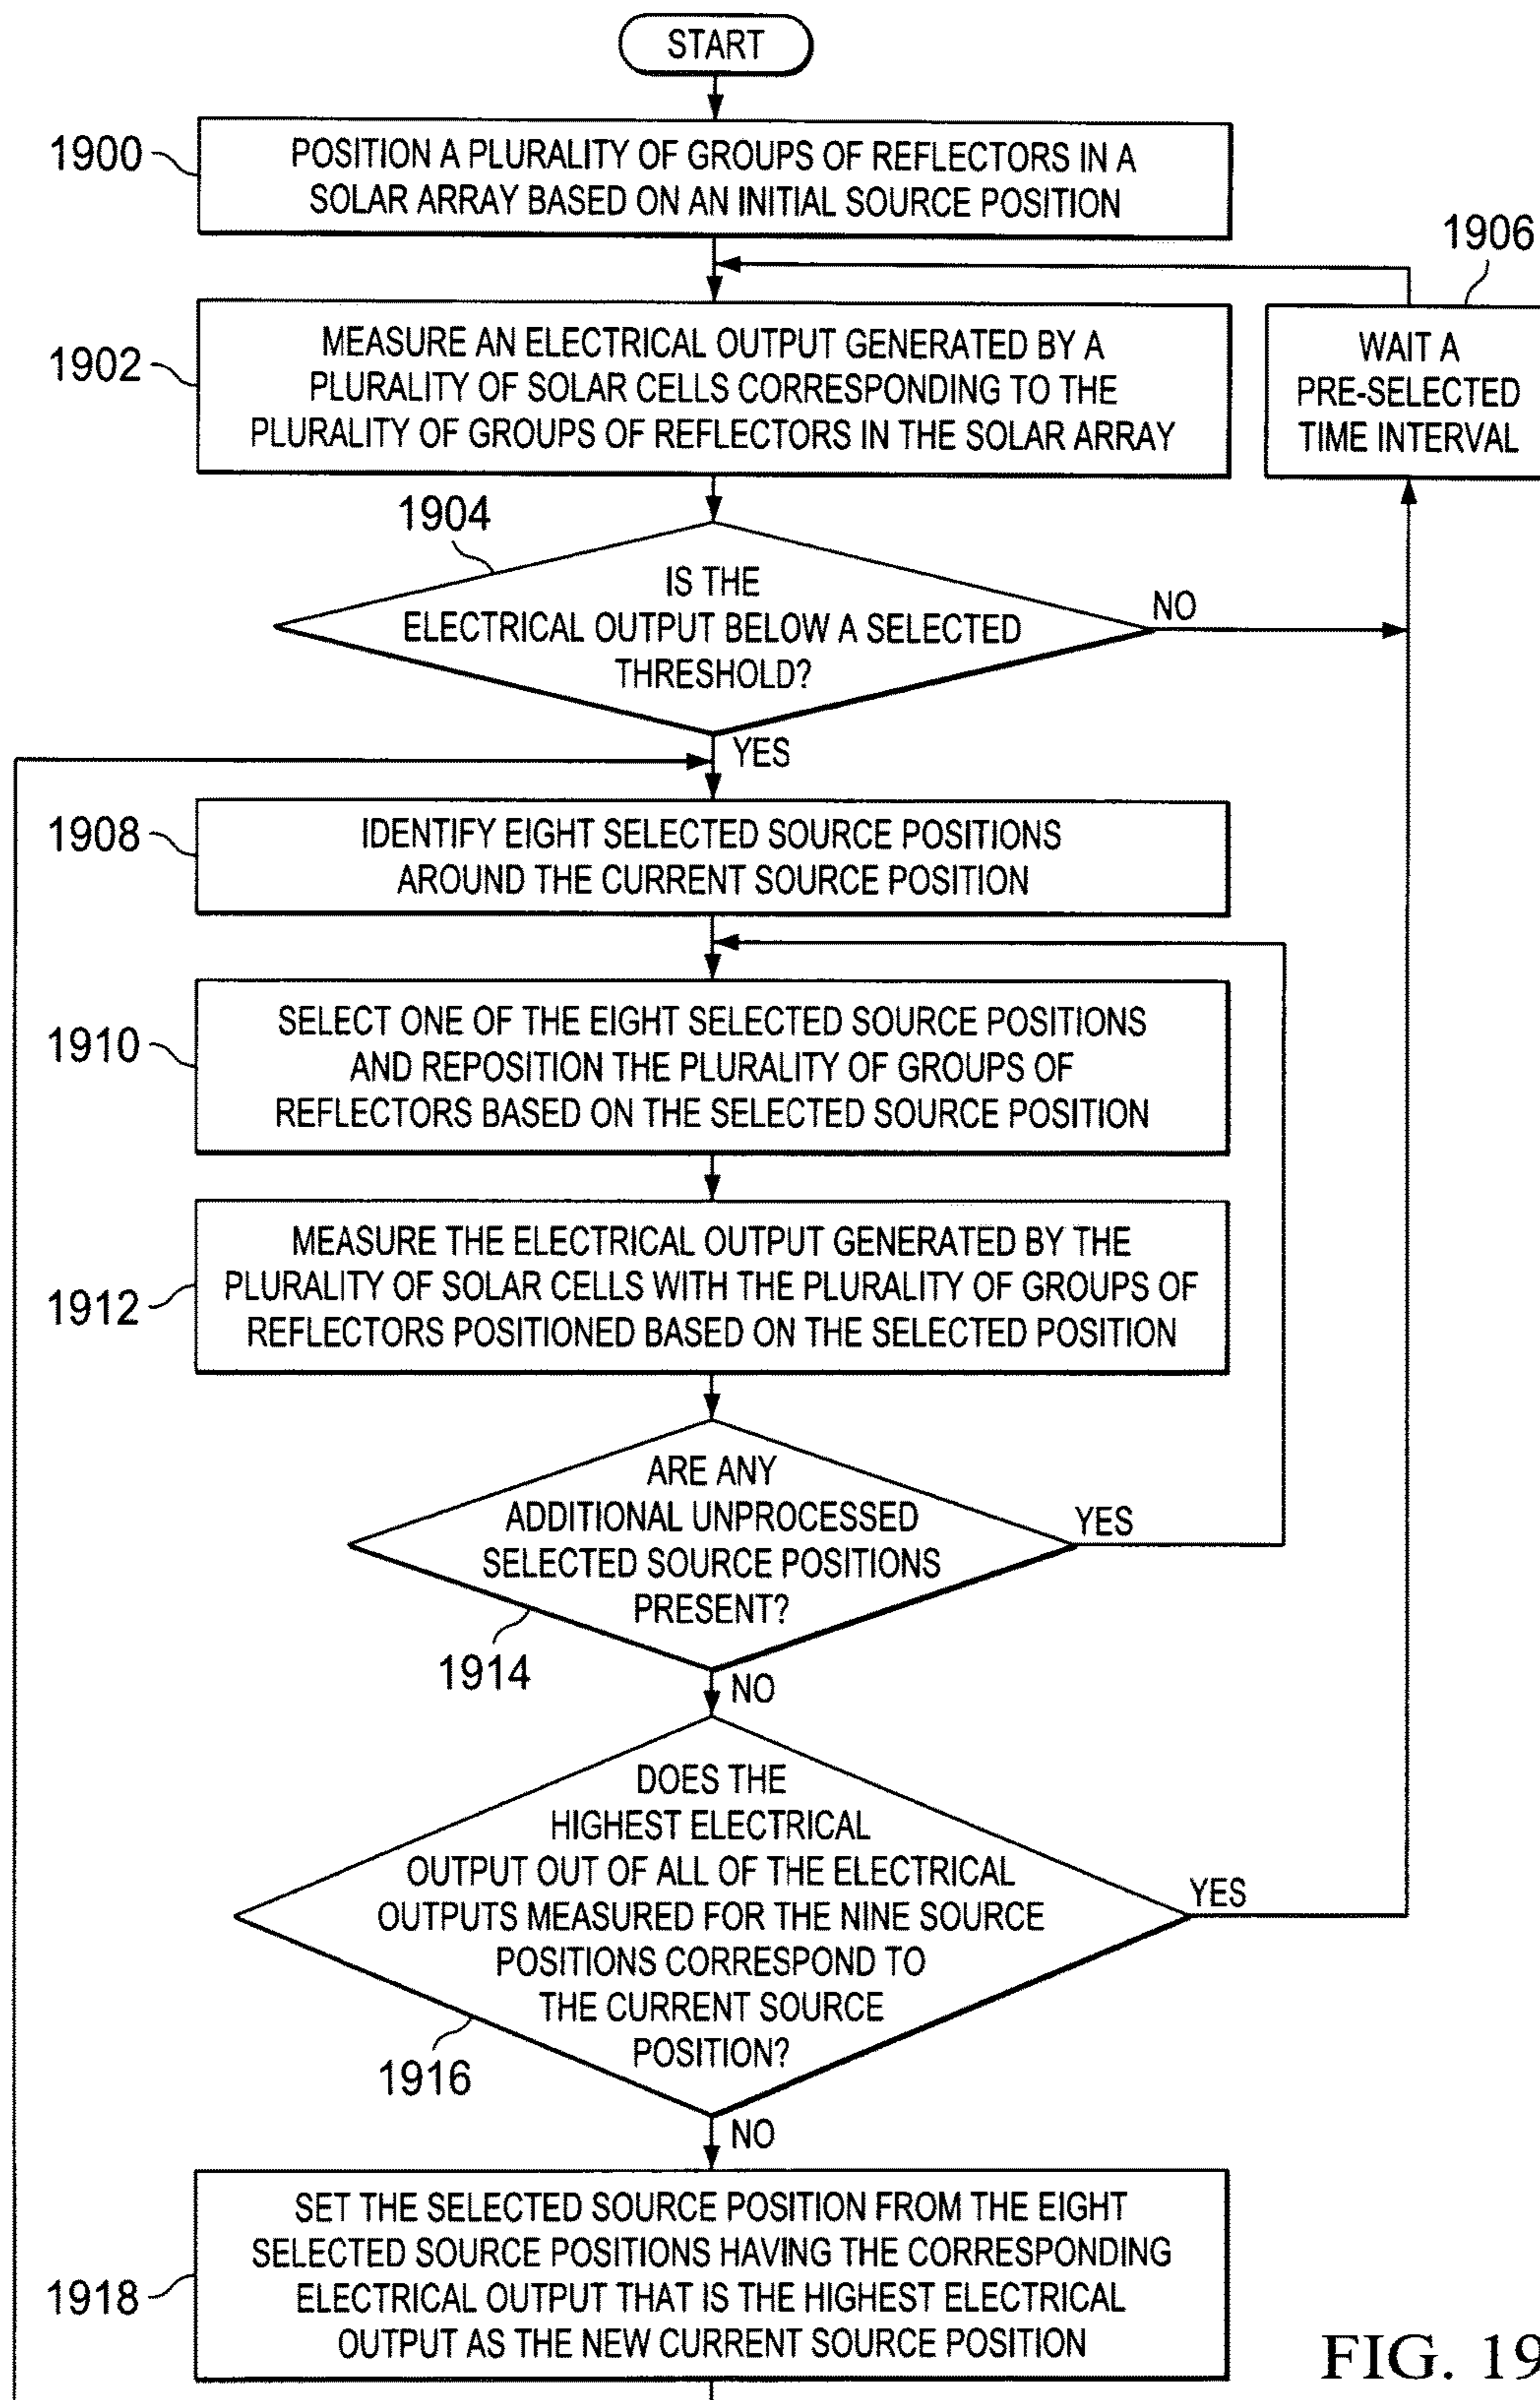 START
1900
POSITION A PLURALITY OF GROUPS OF REFLECTORS IN A
SOLAR ARRAY BASED ON AN INITIAL SOURCE POSITION
1906
WAIT A
PRE-SELECTED
TIME INTERVAL
1902
MEASURE AN ELECTRICAL OUTPUT GENERATED BY A
PLURALITY OF SOLAR CELLS CORRESPONDING TO THE
PLURALITY OF GROUPS OF REFLECTORS IN THE SOLAR ARRAY
1904
IS THE
ELECTRICAL OUTPUT BELOW A SELECTED
THRESHOLD?
NO
YES
1908
IDENTIFY EIGHT SELECTED SOURCE POSITIONS
AROUND THE CURRENT SOURCE POSITION
1910
SELECT ONE OF THE EIGHT SELECTED SOURCE POSITIONS
AND REPOSITION THE PLURALITY OF GROUPS OF
REFLECTORS BASED ON THE SELECTED SOURCE POSITION
1912
MEASURE THE ELECTRICAL OUTPUT GENERATED BY THE
PLURALITY OF SOLAR CELLS WITH THE PLURALITY OF GROUPS OF
REFLECTORS POSITIONED BASED ON THE SELECTED POSITION
ARE ANY
ADDITIONAL UNPROCESSED
SELECTED SOURCE POSITIONS
PRESENT?
YES
1914
NO
DOES THE
HIGHEST ELECTRICAL
OUTPUT OUT OF ALL OF THE ELECTRICAL
OUTPUTS MEASURED FOR THE NINE SOURCE
POSITIONS CORRESPOND TO
THE CURRENT SOURCE
POSITION?
YES
1916
NO
1918
SET THE SELECTED SOURCE POSITION FROM THE EIGHT
SELECTED SOURCE POSITIONS HAVING THE CORRESPONDING
ELECTRICAL OUTPUT THAT IS THE HIGHEST ELECTRICAL
OUTPUT AS THE NEW CURRENT SOURCE POSITION
FIG. 19